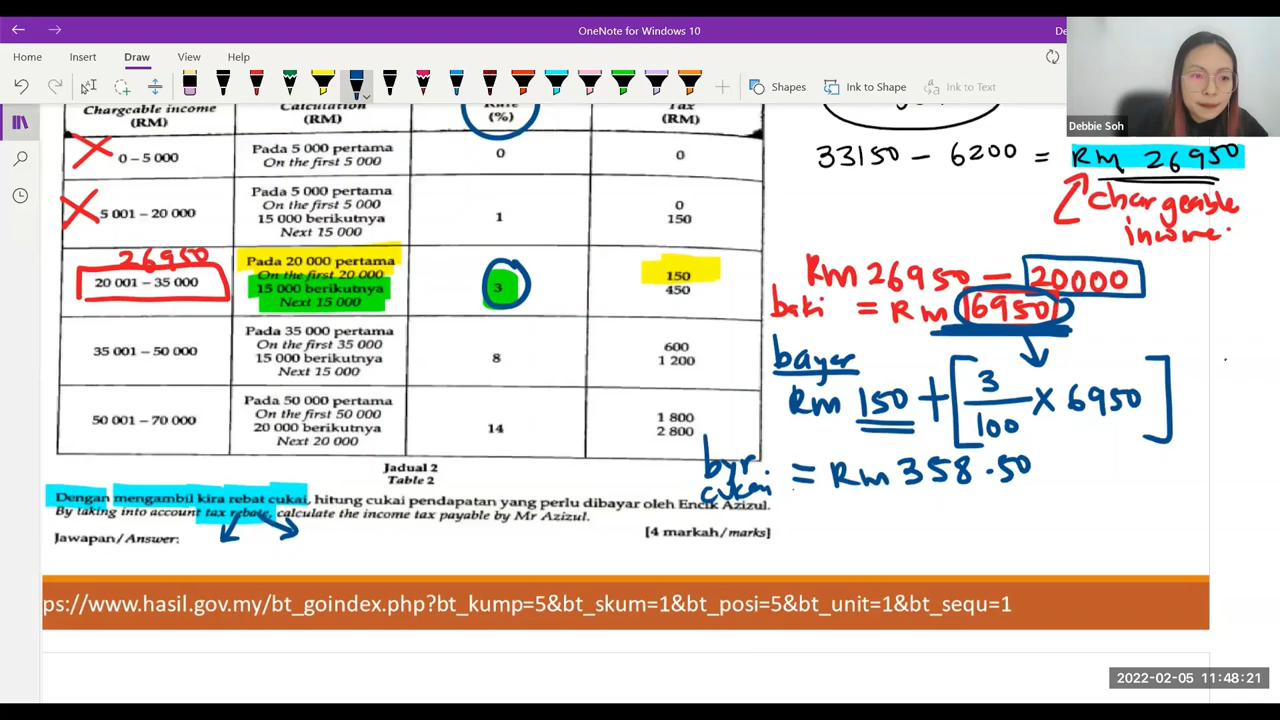 OneNote for Windows 10
De
Home Insert Draw View Help
Shapes Ink to Shape Ink to Text
Debbie Soh
Chargeable income
(RM)
Calculation
(RM)
Rate
(%)
Tax
(RM)
0 – 5 000
Pada 5 000 pertama
On the first 5 000
0
0
5 001 – 20 000
Pada 5 000 pertama
On the first 5 000
15 000 berikutnya
Next 15 000
1
0
150
26950
20 001 – 35 000
Pada 20 000 pertama
On the first 20 000
15 000 berikutnya
Next 15 000
3
150
450
35 001 – 50 000
Pada 35 000 pertama
On the first 35 000
15 000 berikutnya
Next 15 000
8
600
1 200
50 001 – 70 000
Pada 50 000 pertama
On the first 50 000
20 000 berikutnya
Next 20 000
14
1 800
2 800
Jadual 2
Table 2
Dengan mengambil kira rebat cukai, hitung cukai pendapatan yang perlu dibayar oleh Encik Azizul.
By taking into account tax rebate, calculate the income tax payable by Mr Azizul.
[4 markah/marks]
Jawapan/Answer:
33150 – 6200 = Rm 26950
chargeable
income.
Rm 26950 – 20000
baki = Rm 16950
bayar
Rm 150 + [ 3/100 × 6950 ]
byr.
cukai = Rm 358.50
ps://www.hasil.gov.my/bt_goindex.php?bt_kump=5&bt_skum=1&bt_posi=5&bt_unit=1&bt_sequ=1
2022-02-05 11:48:21